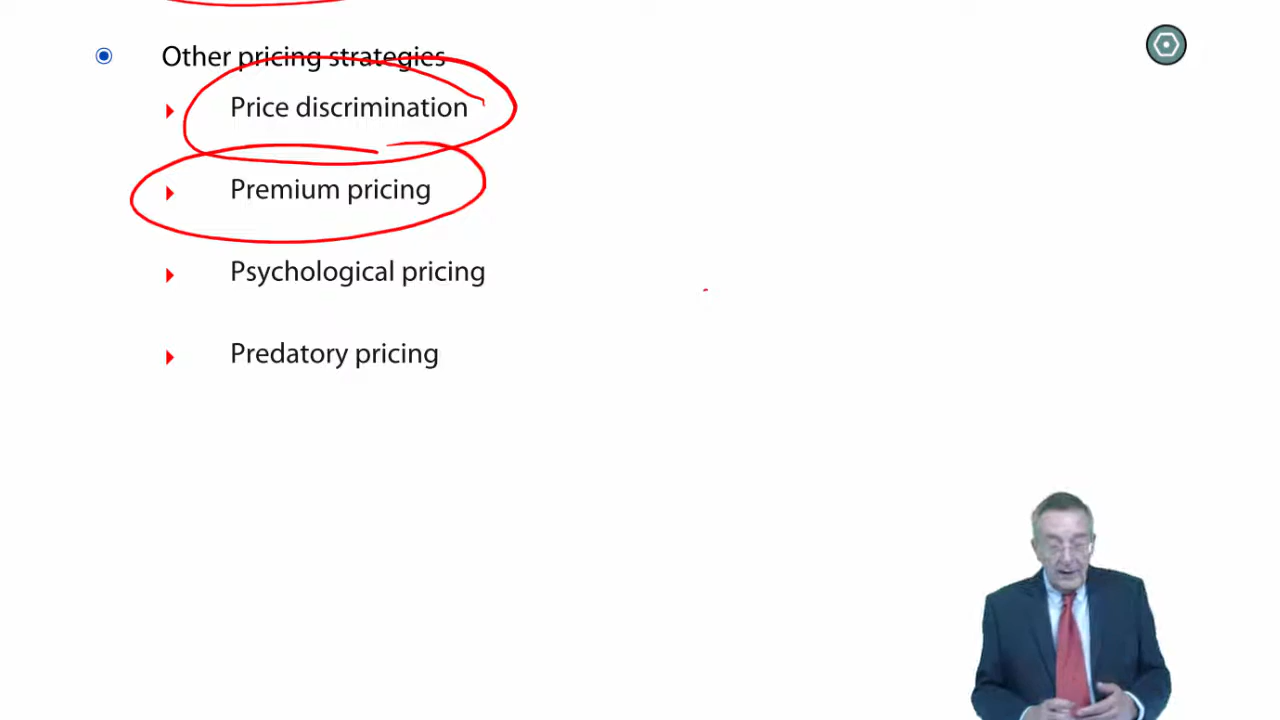 Other pricing strategies
Price discrimination
Premium pricing
Psychological pricing
Predatory pricing